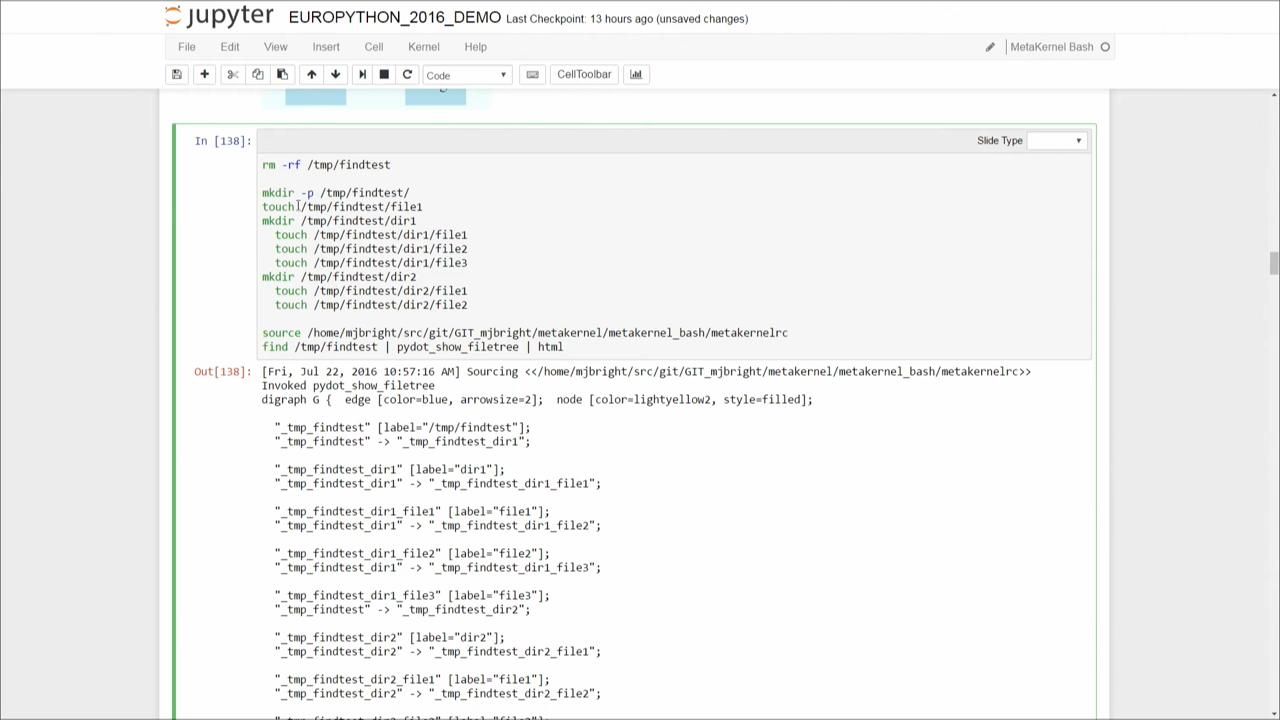 jupyter EUROPYTHON_2016_DEMO Last Checkpoint: 13 hours ago (unsaved changes)
File Edit View Insert Cell Kernel Help MetaKernel Bash
Code CellToolbar
In [138]: Slide Type
rm -rf /tmp/findtest
mkdir -p /tmp/findtest/
touch /tmp/findtest/file1
mkdir /tmp/findtest/dir1
touch /tmp/findtest/dir1/file1
touch /tmp/findtest/dir1/file2
touch /tmp/findtest/dir1/file3
mkdir /tmp/findtest/dir2
touch /tmp/findtest/dir2/file1
touch /tmp/findtest/dir2/file2
source /home/mjbright/src/git/GIT_mjbright/metakernel/metakernel_bash/metakernelrc
find /tmp/findtest | pydot_show_filetree | html
Out[138]: [Fri, Jul 22, 2016 10:57:16 AM] Sourcing <</home/mjbright/src/git/GIT_mjbright/metakernel/metakernel_bash/metakernelrc>>
Invoked pydot_show_filetree
digraph G {  edge [color=blue, arrowsize=2];  node [color=lightyellow2, style=filled];
"_tmp_findtest" [label="/tmp/findtest"];
"_tmp_findtest" -> "_tmp_findtest_dir1";
"_tmp_findtest_dir1" [label="dir1"];
"_tmp_findtest_dir1" -> "_tmp_findtest_dir1_file1";
"_tmp_findtest_dir1_file1" [label="file1"];
"_tmp_findtest_dir1" -> "_tmp_findtest_dir1_file2";
"_tmp_findtest_dir1_file2" [label="file2"];
"_tmp_findtest_dir1" -> "_tmp_findtest_dir1_file3";
"_tmp_findtest_dir1_file3" [label="file3"];
"_tmp_findtest" -> "_tmp_findtest_dir2";
"_tmp_findtest_dir2" [label="dir2"];
"_tmp_findtest_dir2" -> "_tmp_findtest_dir2_file1";
"_tmp_findtest_dir2_file1" [label="file1"];
"_tmp_findtest_dir2" -> "_tmp_findtest_dir2_file2";